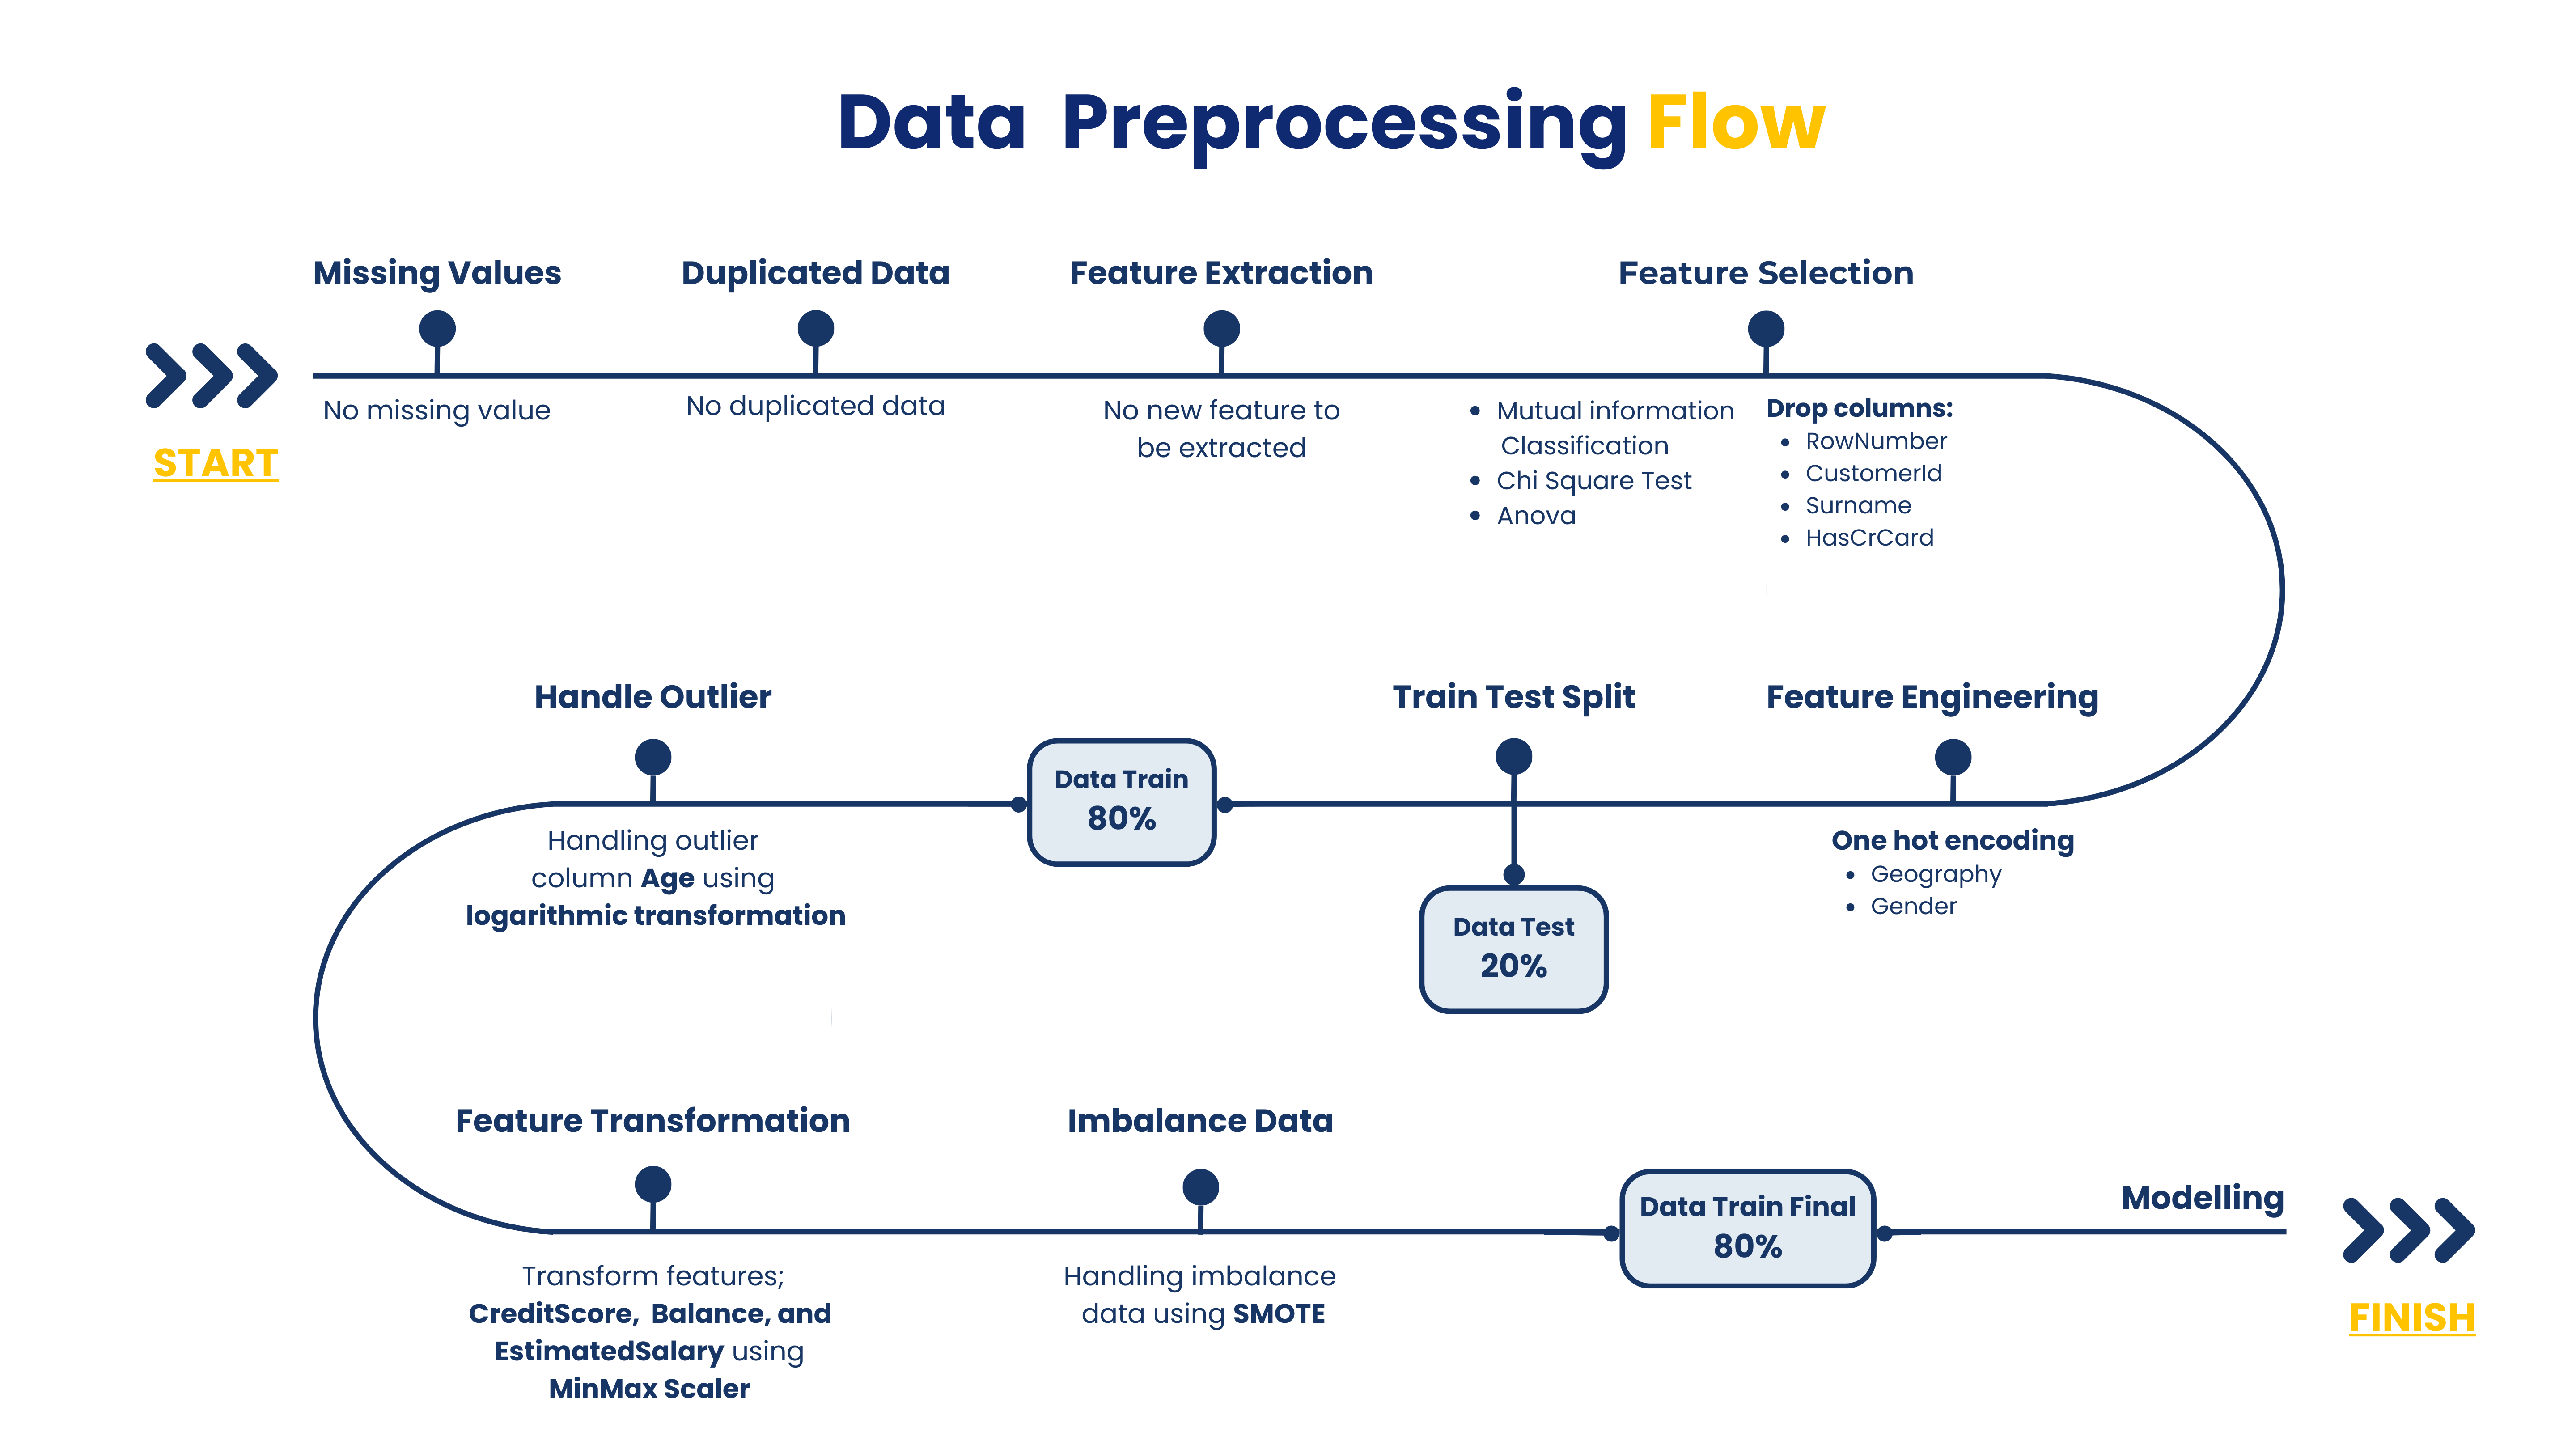 Data Preprocessing Flow
Missing Values
Duplicated Data
Feature Extraction
Feature Selection
START
No missing value
No duplicated data
No new feature to
be extracted
• Mutual information
Classification
• Chi Square Test
• Anova
Drop columns:
• RowNumber
• CustomerId
• Surname
• HasCrCard
Feature Engineering
One hot encoding
• Geography
• Gender
Train Test Split
Data Test
20%
Data Train
80%
Handle Outlier
Handling outlier
column Age using
logarithmic transformation
Feature Transformation
Transform features;
CreditScore, Balance, and
EstimatedSalary using
MinMax Scaler
Imbalance Data
Handling imbalance
data using SMOTE
Data Train Final
80%
Modelling
FINISH